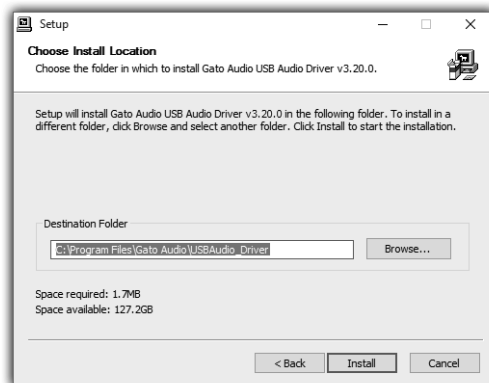 Setup
Choose Install Location
Choose the folder in which to install Gato Audio USB Audio Driver v3.20.0.
Setup will install Gato Audio USB Audio Driver v3.20.0 in the following folder. To install in a
different folder, click Browse and select another folder. Click Install to start the installation.
Destination Folder
C:\Program Files\Gato Audio\USBAudio_Driver
Browse...
Space required: 1.7MB
Space available: 127.2GB
< Back
Install
Cancel